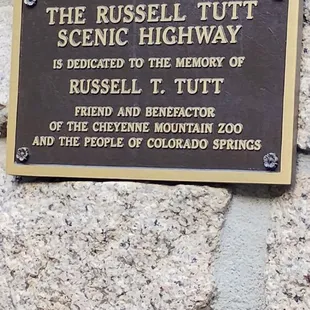 THE RUSSELL TUTT
SCENIC HIGHWAY
IS DEDICATED TO THE MEMORY OF
RUSSELL T. TUTT
FRIEND AND BENEFACTOR
OF THE CHEYENNE MOUNTAIN ZOO
AND THE PEOPLE OF COLORADO SPRINGS